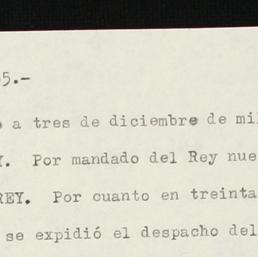 5.-
a tres de diciembre de mi
Y. Por mandado del Rey nue
REY. Por cuanto en treinta
se expidió el despacho del